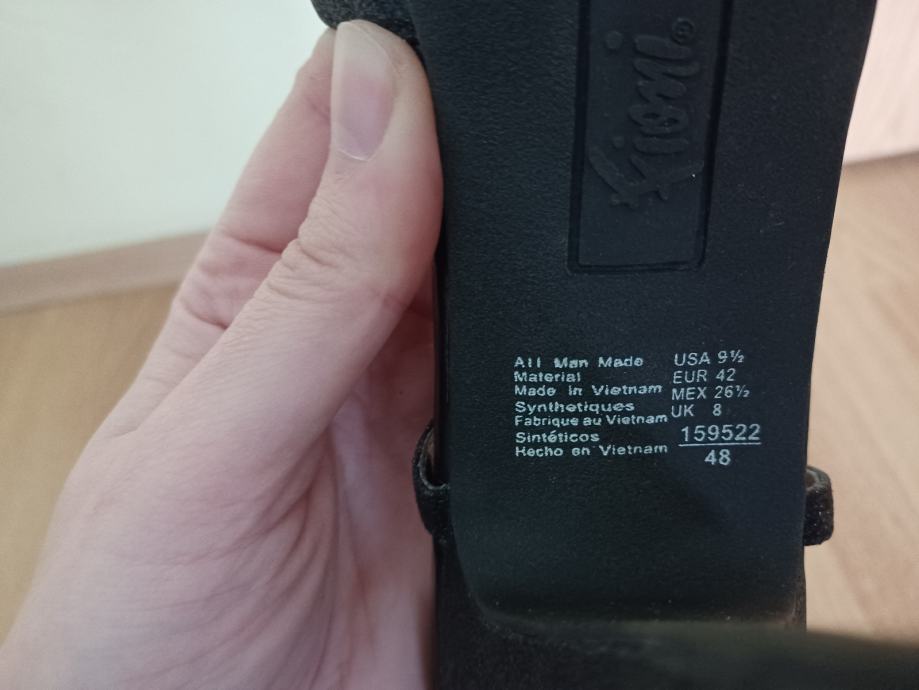 Fioni®
All Man Made
Material
Made in Vietnam
Synthetiques
Fabrique au Vietnam
Sintéticos
Hecho en Vietnam
USA 9½
EUR 42
MEX 26½
UK 8
159522
48